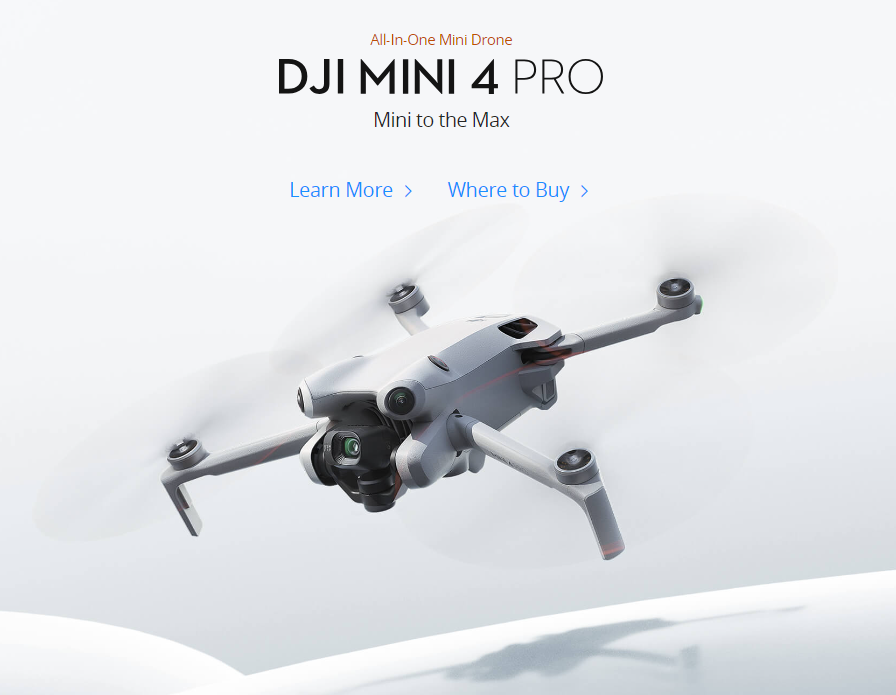 All-In-One Mini Drone
DJI MINI 4 PRO
Mini to the Max
Learn More > Where to Buy >